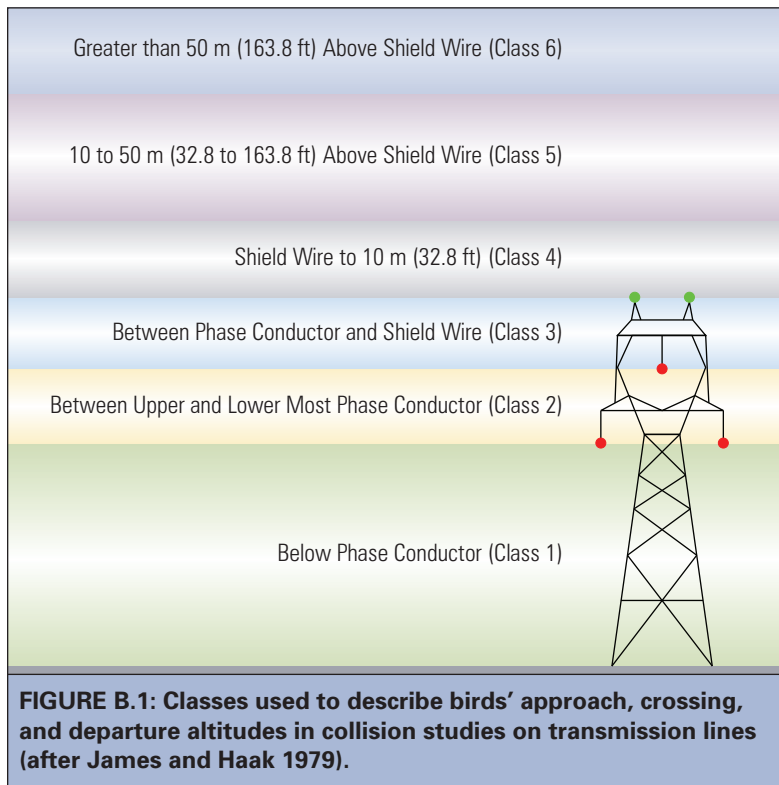 Greater than 50 m (163.8 ft) Above Shield Wire (Class 6)
10 to 50 m (32.8 to 163.8 ft) Above Shield Wire (Class 5)
Shield Wire to 10 m (32.8 ft) (Class 4)
Between Phase Conductor and Shield Wire (Class 3)
Between Upper and Lower Most Phase Conductor (Class 2)
Below Phase Conductor (Class 1)
FIGURE B.1: Classes used to describe birds’ approach, crossing,
and departure altitudes in collision studies on transmission lines
(after James and Haak 1979).